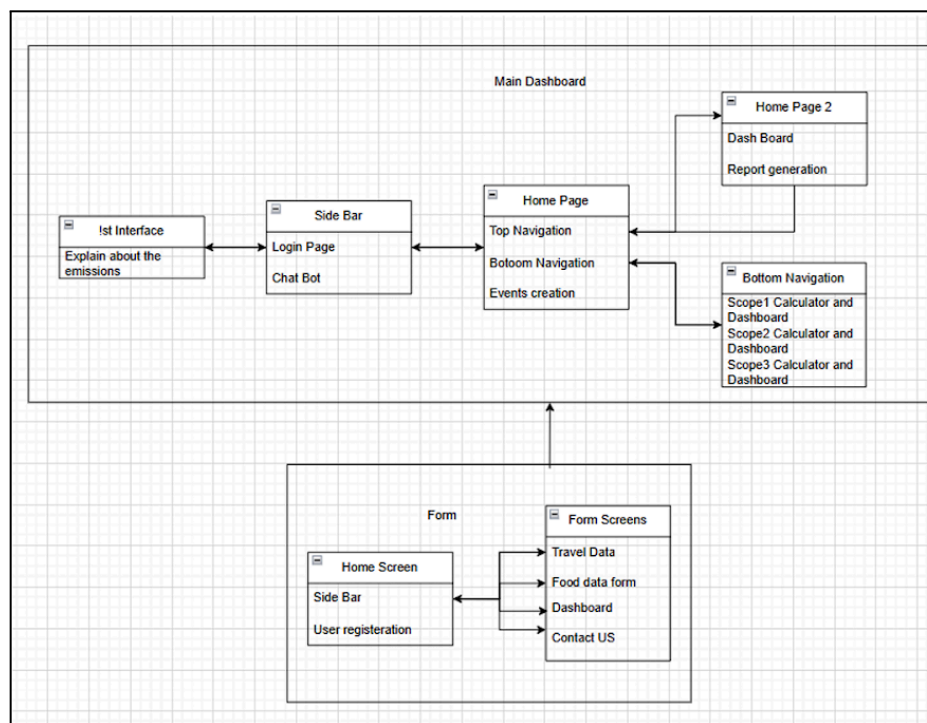 Main Dashboard
Home Page 2
Dash Board
Report generation
Home Page
Top Navigation
Botoom Navigation
Events creation
Side Bar
Login Page
Chat Bot
!st Interface
Explain about the
emissions
Bottom Navigation
Scope1 Calculator and
Dashboard
Scope2 Calculator and
Dashboard
Scope3 Calculator and
Dashboard
Form
Form Screens
Travel Data
Food data form
Dashboard
Contact US
Home Screen
Side Bar
User registeration